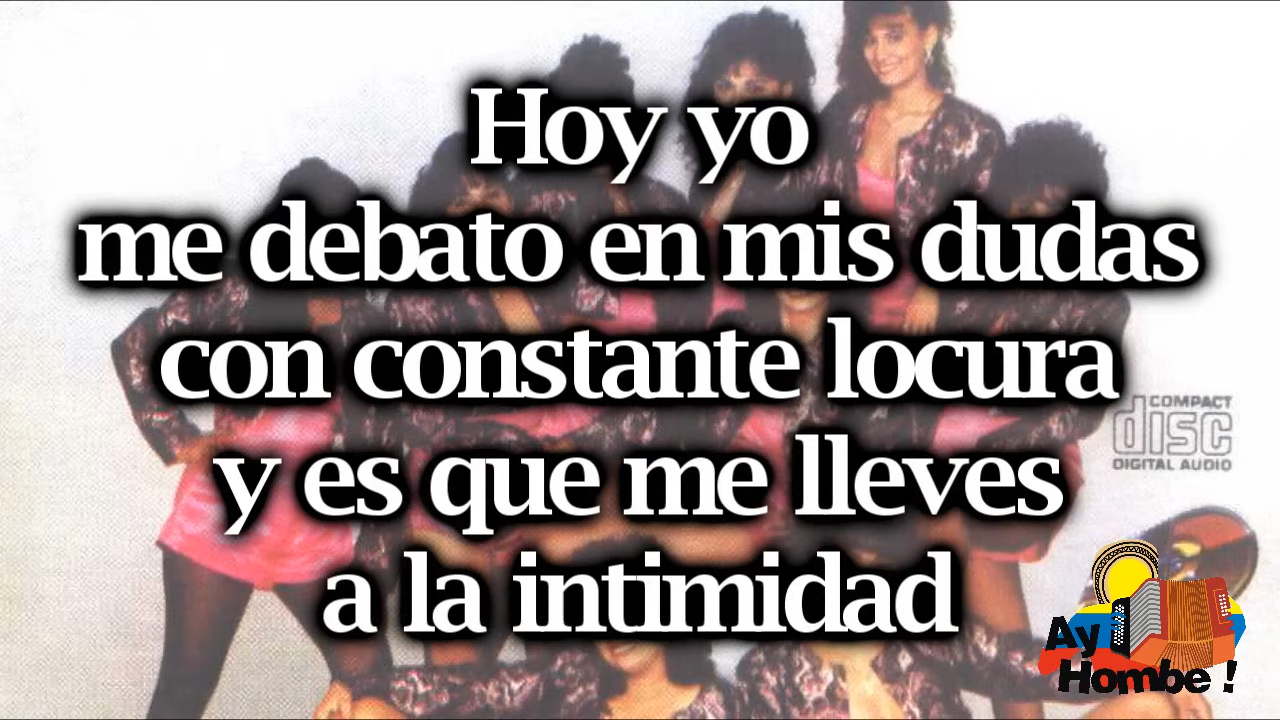 Hoy yo
me debato en mis dudas
con constante locura
y es que me lleves
a la intimidad
COMPACT
disc
DIGITAL AUDIO
Ay
Hombe !